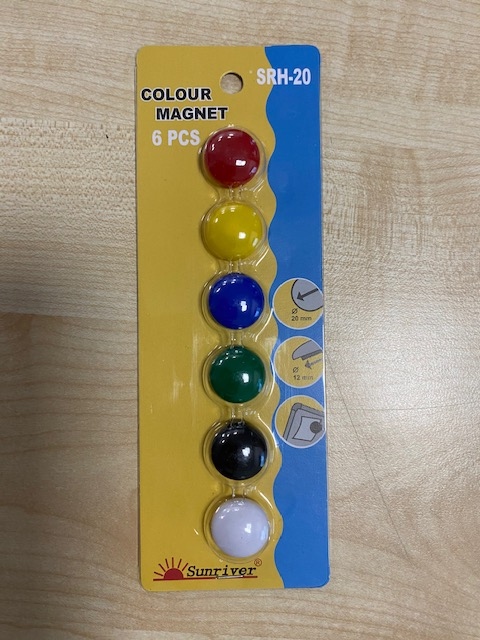 SRH-20
COLOUR
MAGNET
6 PCS
Ø
20 mm
Ø
12 mm
Sunriver®